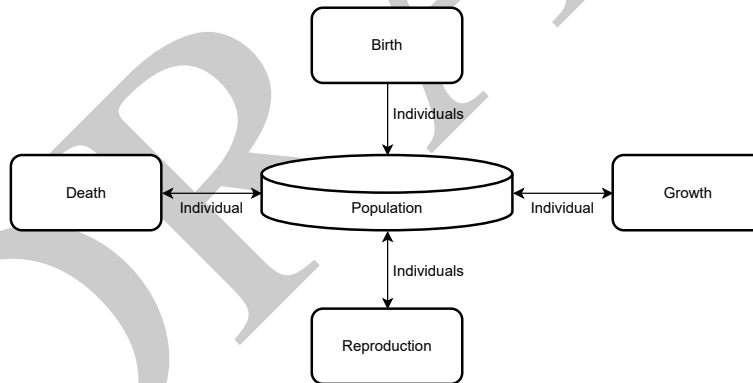 Birth
Individuals
Death
Individual
Population
Individual
Growth
Individuals
Reproduction